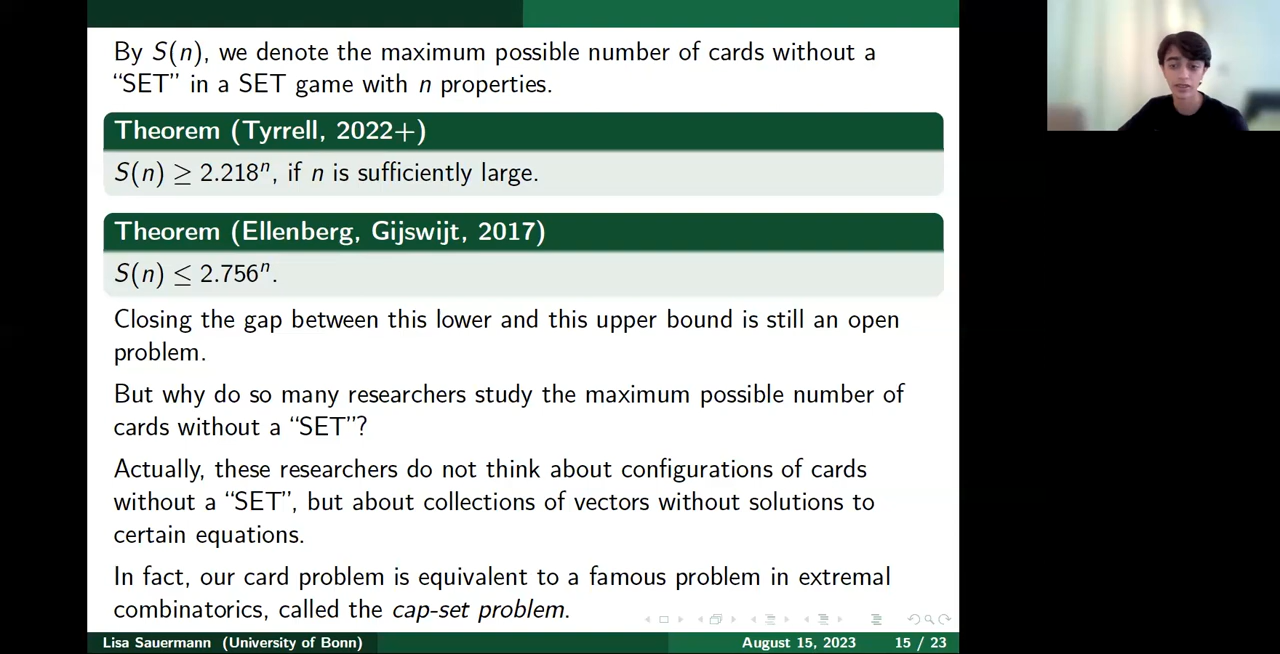 By S(n), we denote the maximum possible number of cards without a
“SET” in a SET game with n properties.
Theorem (Tyrrell, 2022+)
S(n) ≥ 2.218ⁿ, if n is sufficiently large.
Theorem (Ellenberg, Gijswijt, 2017)
S(n) ≤ 2.756ⁿ.
Closing the gap between this lower and this upper bound is still an open
problem.
But why do so many researchers study the maximum possible number of
cards without a “SET”?
Actually, these researchers do not think about configurations of cards
without a “SET”, but about collections of vectors without solutions to
certain equations.
In fact, our card problem is equivalent to a famous problem in extremal
combinatorics, called the cap-set problem.
Lisa Sauermann (University of Bonn) August 15, 2023 15 / 23